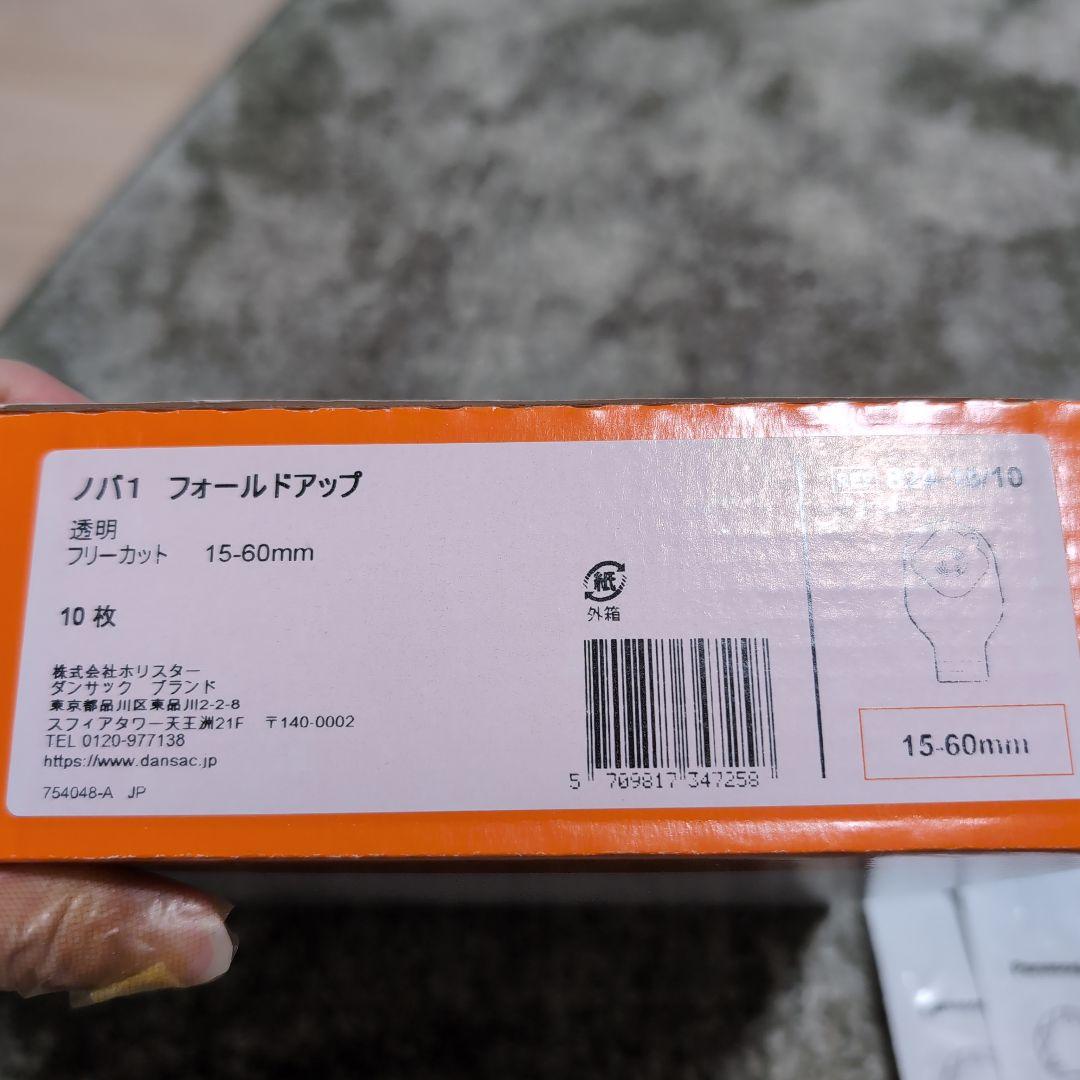 ノバ1 フォールドアップ
透明
フリーカット 15-60mm
10 枚
株式会社ホリスター
ダンサック ブランド
東京都品川区東品川2-2-8
スフィアタワー天王洲21F 〒140-0002
TEL 0120-977138
https://www.dansac.jp
754048-A JP
紙
外箱
5 709817 347258
15-60mm